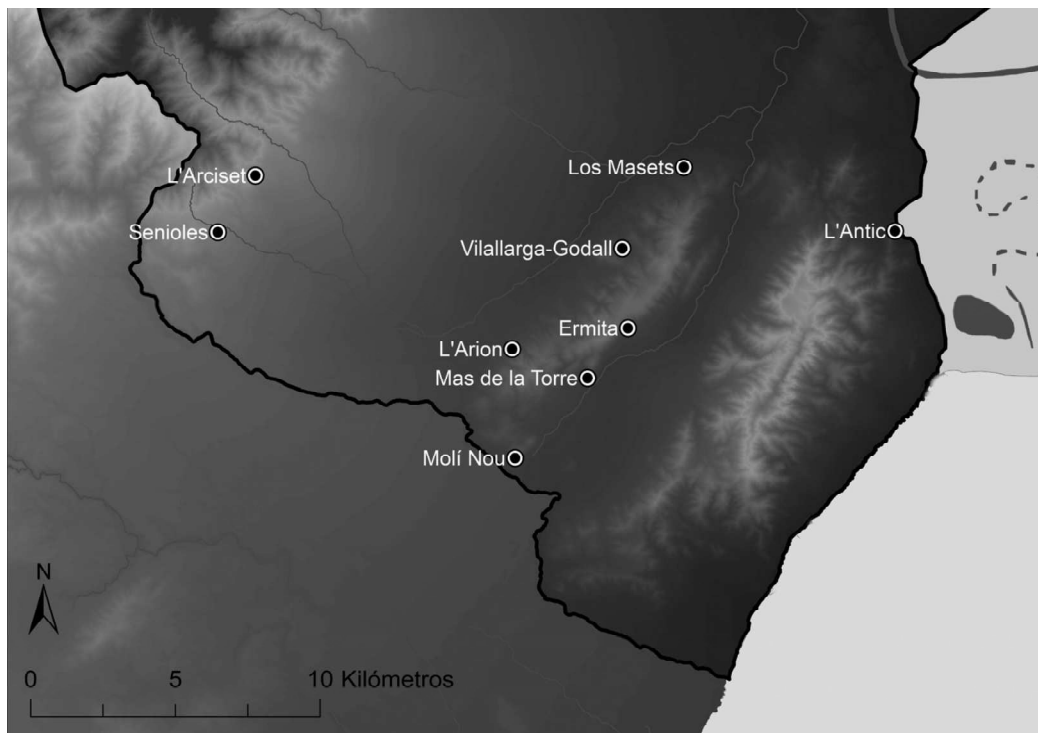 Los Masets
L'Arciset
Senioles
L'Antic
Vilallarga-Godall
Ermita
L'Arion
Mas de la Torre
Molí Nou
N
0 5 10 Kilómetros